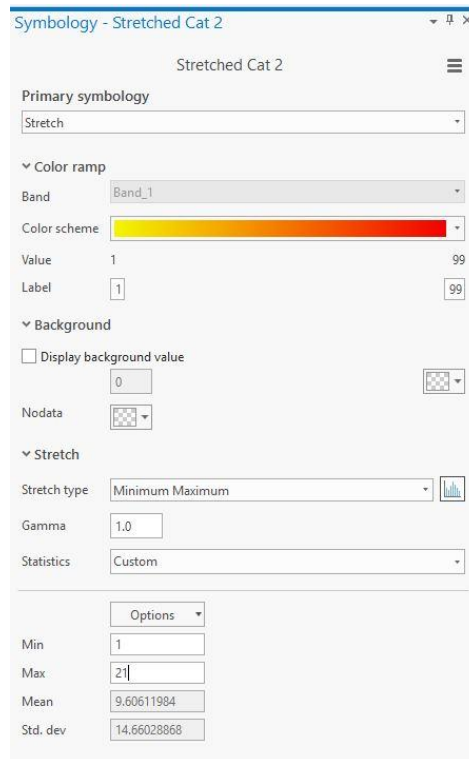 Symbology - Stretched Cat 2
Stretched Cat 2
Primary symbology
Stretch
Color ramp
Band Band_1
Color scheme
Value 1 99
Label 1 99
Background
Display background value
0
Nodata
Stretch
Stretch type Minimum Maximum
Gamma 1.0
Statistics Custom
Options
Min 1
Max 21
Mean 9.60611984
Std. dev 14.66028868